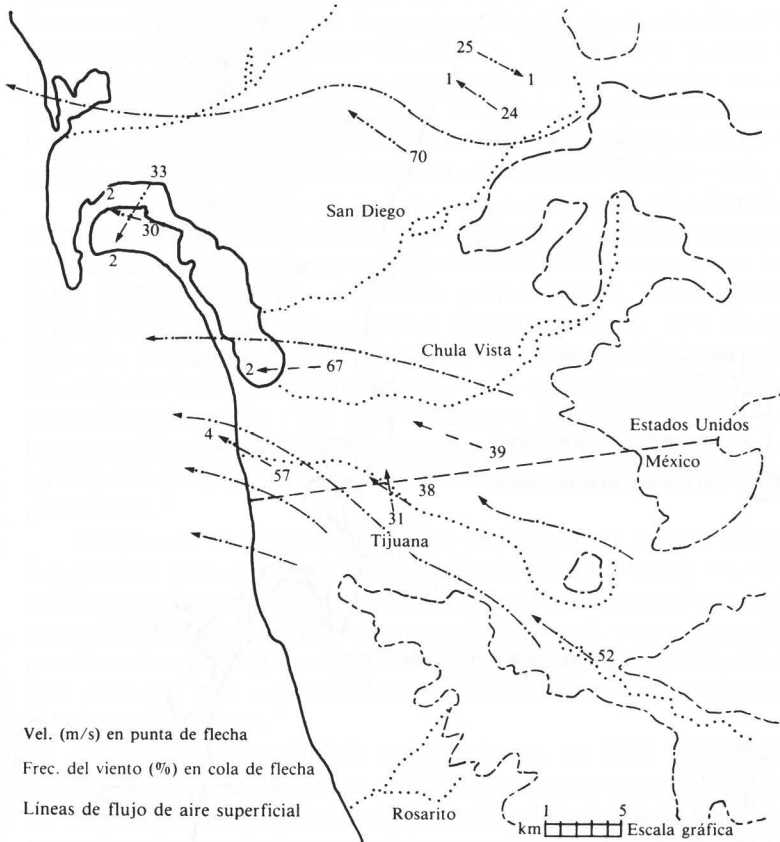 25
1
1
24
70
33
2
San Diego
30
2
Chula Vista
2
67
Estados Unidos
4
39
México
57
38
31
Tijuana
52
Vel. (m/s) en punta de flecha
Frec. del viento (%) en cola de flecha
Líneas de flujo de aire superficial
Rosarito
1 5
km Escala gráfica